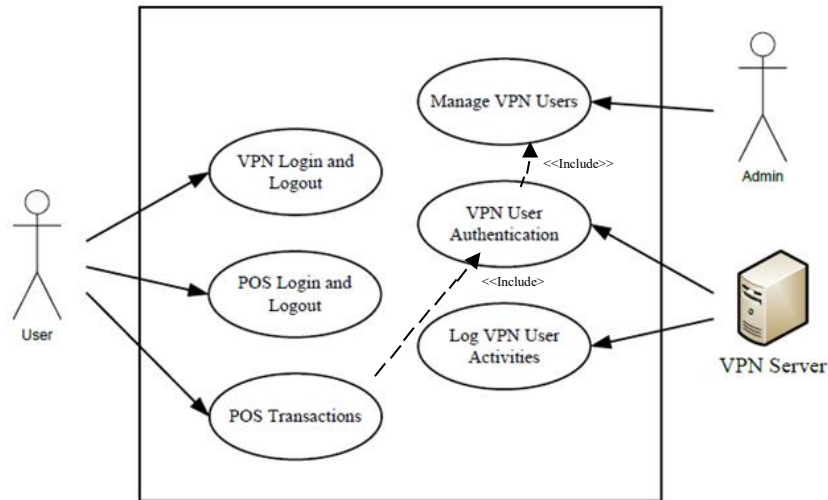 Manage VPN Users
Admin
<<Include>>
VPN Login and
Logout
VPN User
Authentication
<<Include>
POS Login and
Logout
User
Log VPN User
Activities
VPN Server
POS Transactions